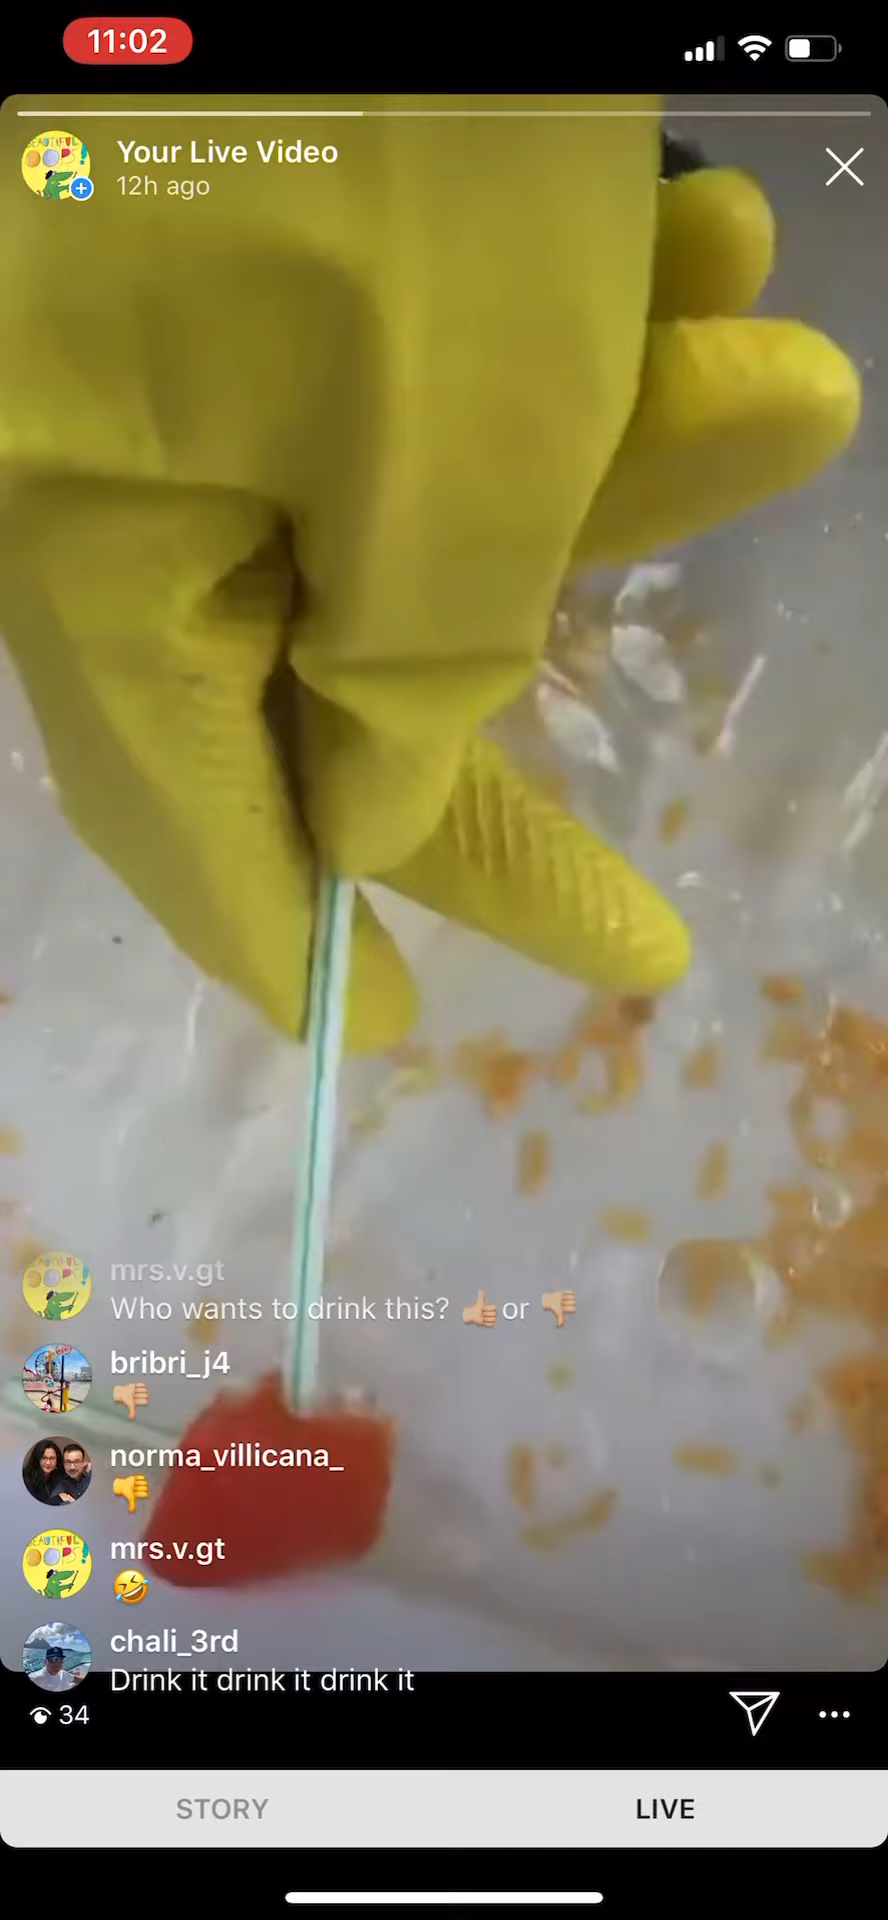 11:02
Your Live Video
12h ago
mrs.v.gt
Who wants to drink this? 👍🏼or 👎🏼
bribri_j4
👎🏼
norma_villicana_
👎
mrs.v.gt
🤣
chali_3rd
Drink it drink it drink it
34
STORY
LIVE